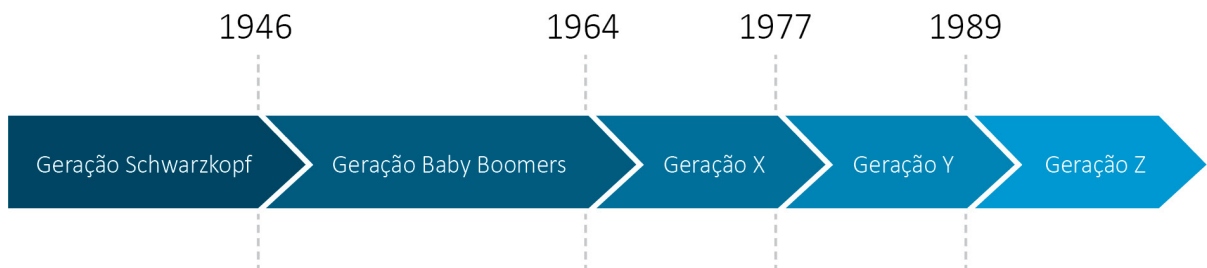 1946
1964
1977
1989
Geração Schwarzkopf
Geração Baby Boomers
Geração X
Geração Y
Geração Z